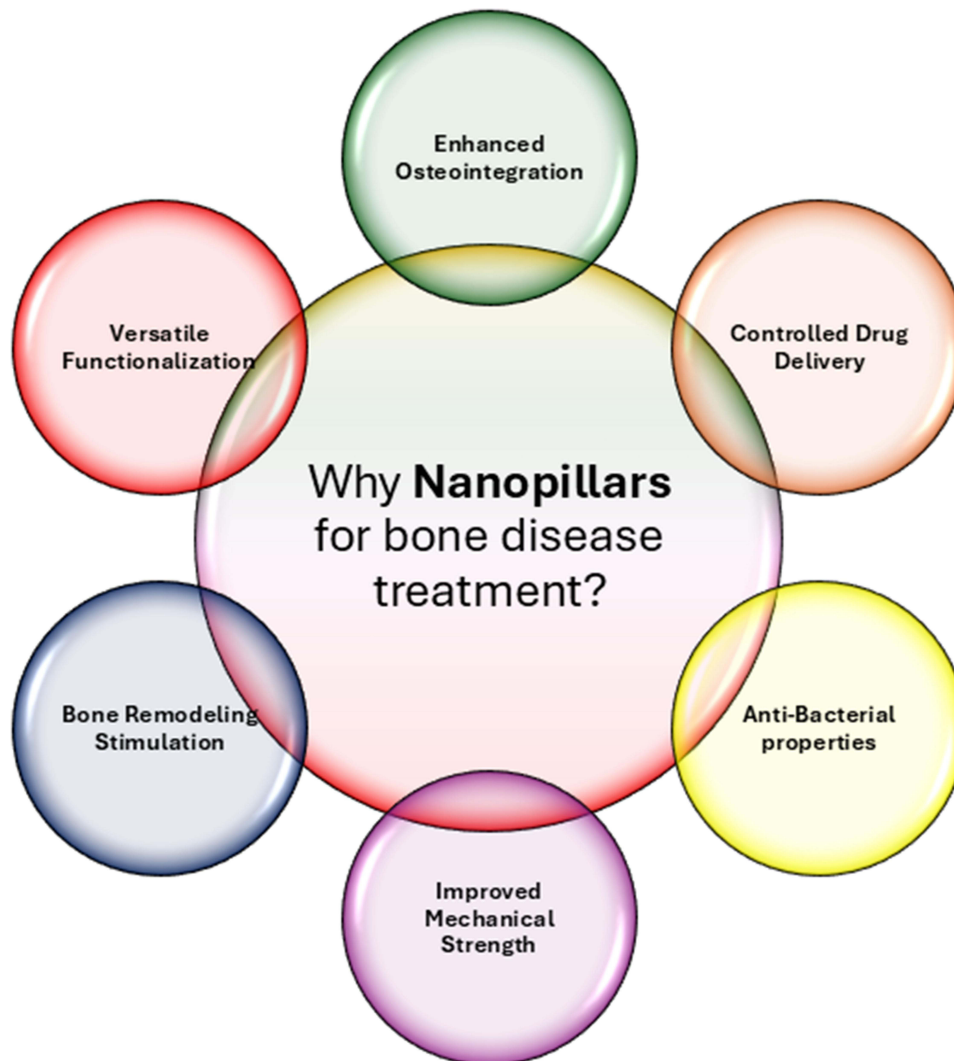 Enhanced
Osteointegration
Versatile
Functionalization
Controlled Drug
Delivery
Why Nanopillars
for bone disease
treatment?
Bone Remodeling
Stimulation
Anti-Bacterial
properties
Improved
Mechanical
Strength